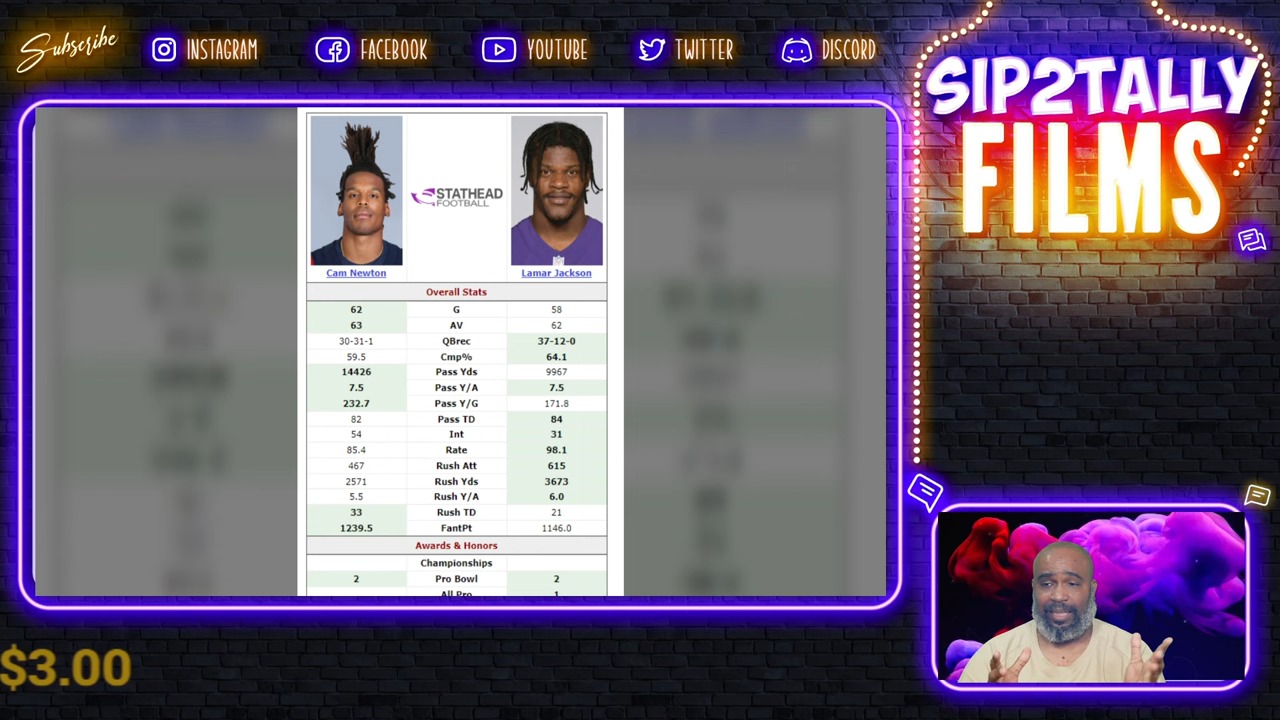 Subscribe INSTAGRAM FACEBOOK YOUTUBE TWITTER DISCORD
SIP2TALLY
FILMS
STATHEAD
FOOTBALL
Cam Newton Lamar Jackson
Overall Stats
62 G 58
63 AV 62
30-31-1 QBrec 37-12-0
59.5 Cmp% 64.1
14426 Pass Yds 9967
7.5 Pass Y/A 7.5
232.7 Pass Y/G 171.8
82 Pass TD 84
54 Int 31
85.4 Rate 98.1
467 Rush Att 615
2571 Rush Yds 3673
5.5 Rush Y/A 6.0
33 Rush TD 21
1239.5 FantPt 1146.0
Awards & Honors
Championships
2 Pro Bowl 2
All Pro 1
$3.00